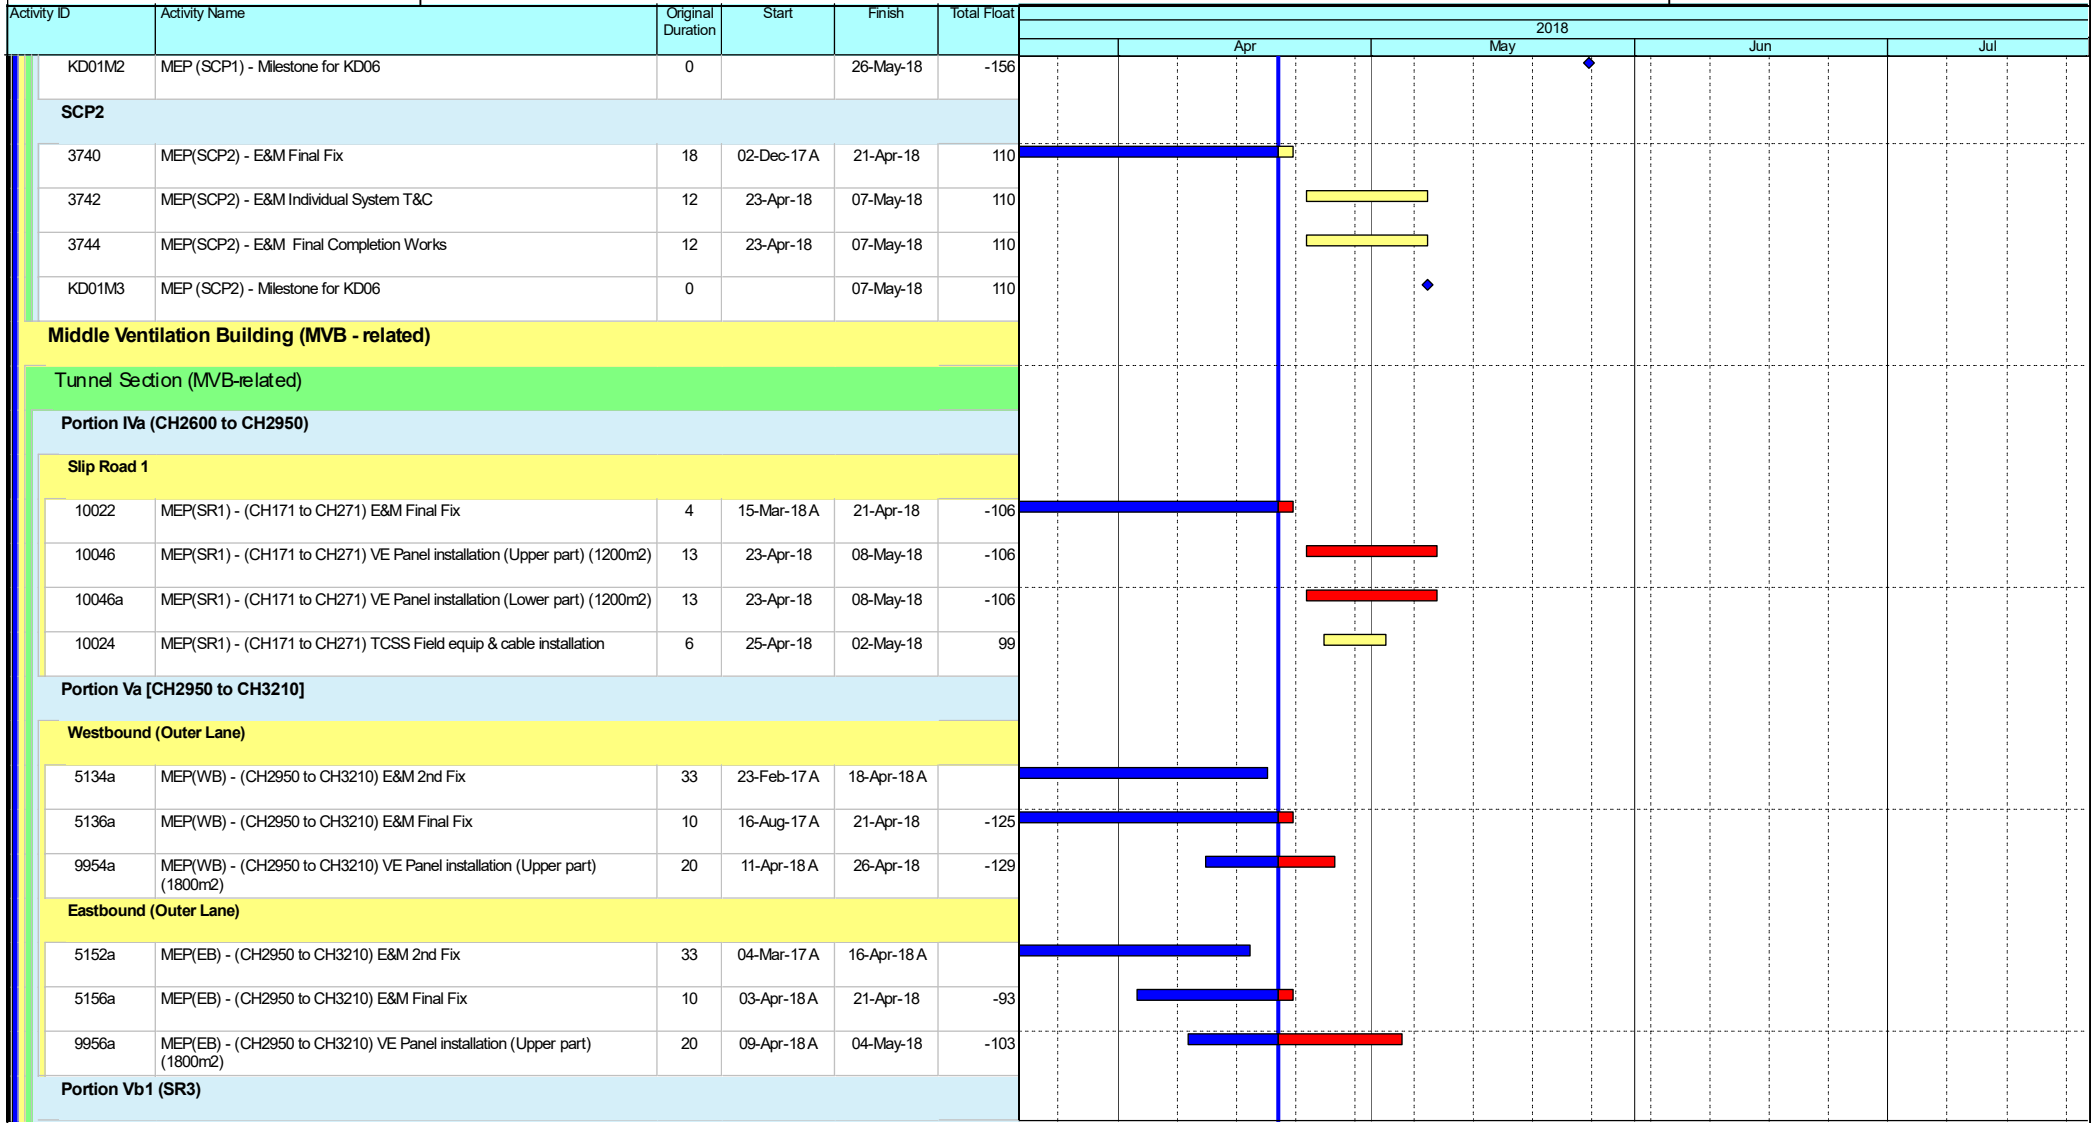 Activity ID Activity Name Original Duration Start Finish Total Float
2018
Apr May Jun Jul
KD01M2 MEP (SCP1) - Milestone for KD06 0 26-May-18 -156
SCP2
3740 MEP(SCP2) - E&M Final Fix 18 02-Dec-17 A 21-Apr-18 110
3742 MEP(SCP2) - E&M Individual System T&C 12 23-Apr-18 07-May-18 110
3744 MEP(SCP2) - E&M Final Completion Works 12 23-Apr-18 07-May-18 110
KD01M3 MEP (SCP2) - Milestone for KD06 0 07-May-18 110
Middle Ventilation Building (MVB - related)
Tunnel Section (MVB-related)
Portion IVa (CH2600 to CH2950)
Slip Road 1
10022 MEP(SR1) - (CH171 to CH271) E&M Final Fix 4 15-Mar-18 A 21-Apr-18 -106
10046 MEP(SR1) - (CH171 to CH271) VE Panel installation (Upper part) (1200m2) 13 23-Apr-18 08-May-18 -106
10046a MEP(SR1) - (CH171 to CH271) VE Panel installation (Lower part) (1200m2) 13 23-Apr-18 08-May-18 -106
10024 MEP(SR1) - (CH171 to CH271) TCSS Field equip & cable installation 6 25-Apr-18 02-May-18 99
Portion Va [CH2950 to CH3210]
Westbound (Outer Lane)
5134a MEP(WB) - (CH2950 to CH3210) E&M 2nd Fix 33 23-Feb-17 A 18-Apr-18 A
5136a MEP(WB) - (CH2950 to CH3210) E&M Final Fix 10 16-Aug-17 A 21-Apr-18 -125
9954a MEP(WB) - (CH2950 to CH3210) VE Panel installation (Upper part) 20 11-Apr-18 A 26-Apr-18 -129
(1800m2)
Eastbound (Outer Lane)
5152a MEP(EB) - (CH2950 to CH3210) E&M 2nd Fix 33 04-Mar-17 A 16-Apr-18 A
5156a MEP(EB) - (CH2950 to CH3210) E&M Final Fix 10 03-Apr-18 A 21-Apr-18 -93
9956a MEP(EB) - (CH2950 to CH3210) VE Panel installation (Upper part) 20 09-Apr-18 A 04-May-18 -103
(1800m2)
Portion Vb1 (SR3)